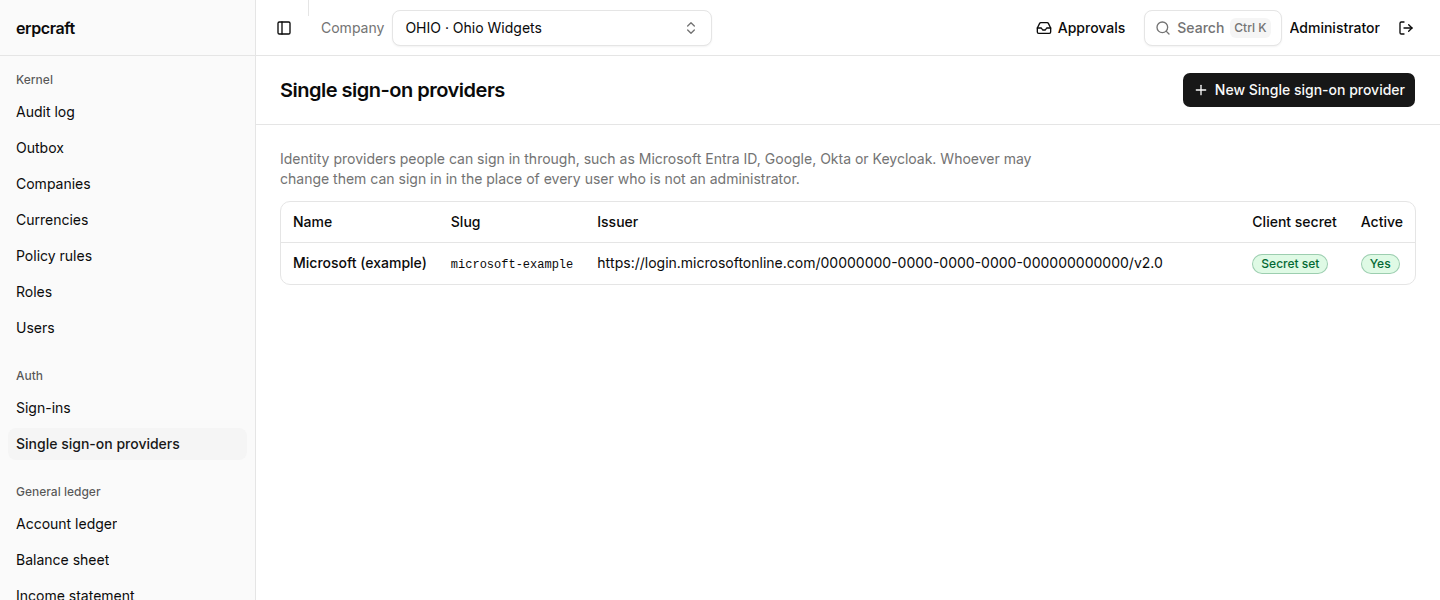 erpcraft
Company
OHIO · Ohio Widgets
Approvals
Search
Ctrl K
Administrator
Kernel
Audit log
Outbox
Companies
Currencies
Policy rules
Roles
Users
Auth
Sign-ins
Single sign-on providers
General ledger
Account ledger
Balance sheet
Income statement
Single sign-on providers
New Single sign-on provider
Identity providers people can sign in through, such as Microsoft Entra ID, Google, Okta or Keycloak. Whoever may
change them can sign in in the place of every user who is not an administrator.
Name Slug Issuer Client secret Active
Microsoft (example) microsoft-example https://login.microsoftonline.com/00000000-0000-0000-0000-000000000000/v2.0 Secret set Yes